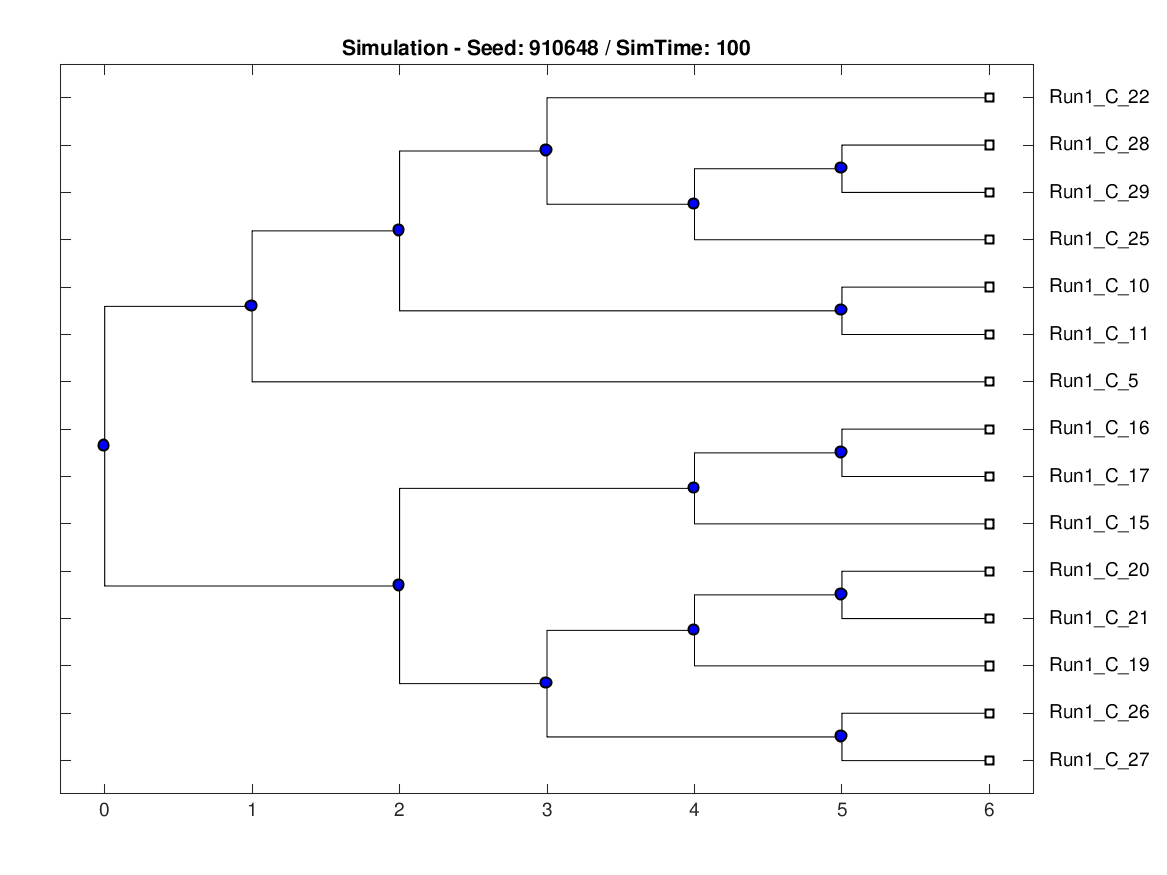 Simulation - Seed: 910648 / SimTime: 100
Run1_C_22
Run1_C_28
Run1_C_29
Run1_C_25
Run1_C_10
Run1_C_11
Run1_C_5
Run1_C_16
Run1_C_17
Run1_C_15
Run1_C_20
Run1_C_21
Run1_C_19
Run1_C_26
Run1_C_27
0 1 2 3 4 5 6